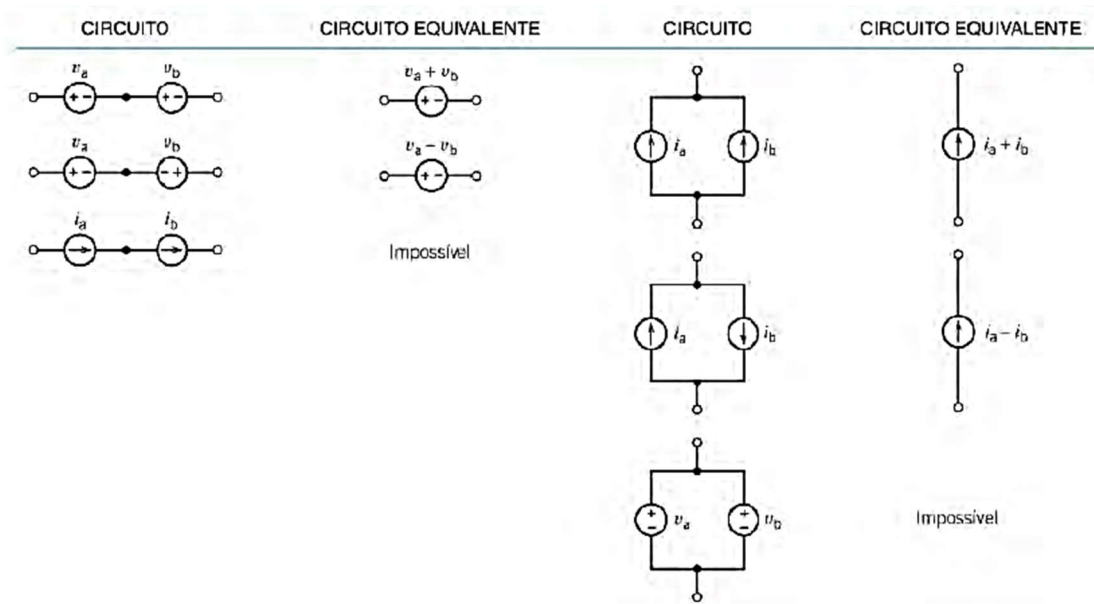 CIRCUITO CIRCUITO EQUIVALENTE CIRCUITO CIRCUITO EQUIVALENTE
va vb
+ - + -
va + vb
+ -
va vb
+ - - +
va − vb
+ -
ia ib
Impossível
ia ib
ia + ib
ia ib
ia − ib
+ - va + - vb
Impossível